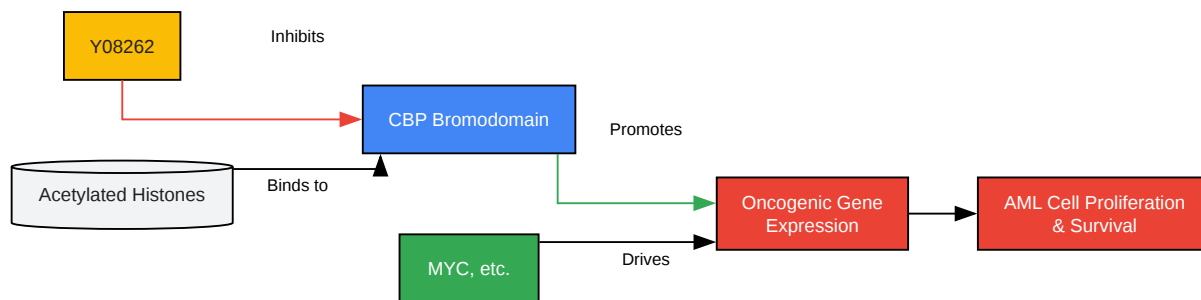 Y08262
Inhibits
CBP Bromodomain
Promotes
Acetylated Histones
Binds to
Oncogenic Gene
Expression
AML Cell Proliferation
& Survival
MYC, etc.
Drives